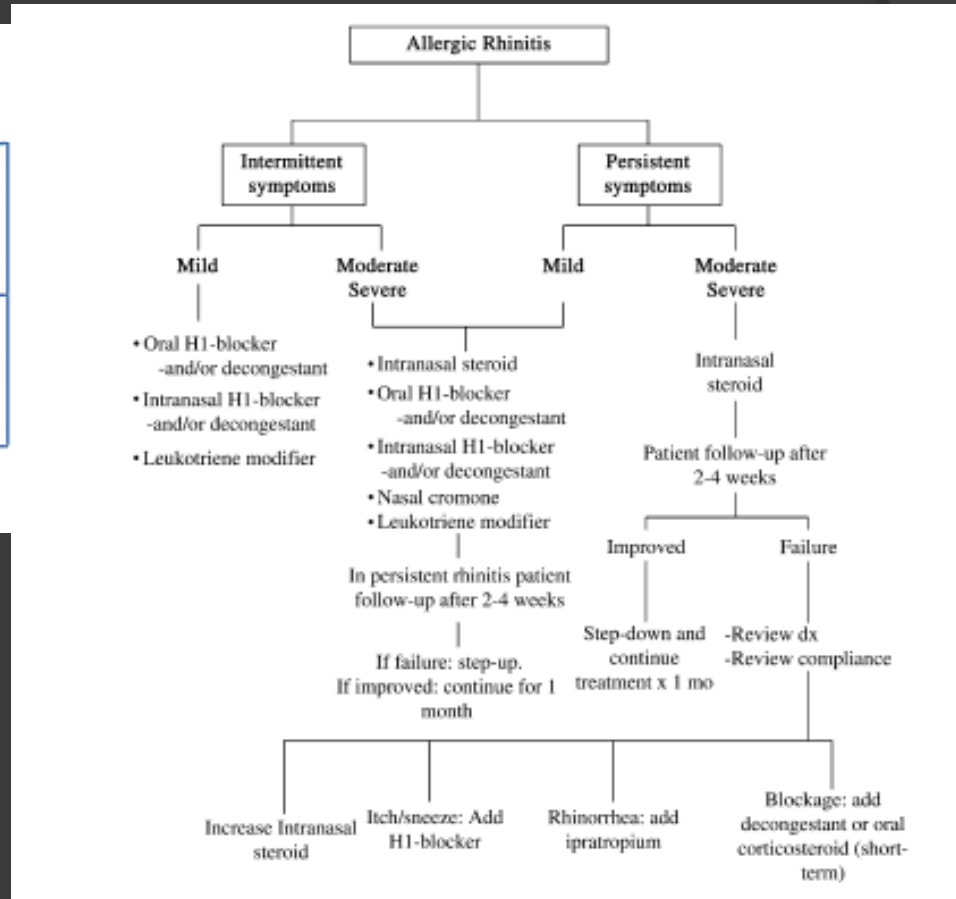 Allergic Rhinitis
Intermittent
symptoms
Persistent
symptoms
Mild
Moderate
Severe
Mild
Moderate
Severe
• Oral H1-blocker
-and/or decongestant
• Intranasal H1-blocker
-and/or decongestant
• Leukotriene modifier
• Intranasal steroid
• Oral H1-blocker
-and/or decongestant
• Intranasal H1-blocker
-and/or decongestant
• Nasal cromone
• Leukotriene modifier
In persistent rhinitis patient
follow-up after 2-4 weeks
If failure: step-up.
If improved: continue for 1
month
Intranasal
steroid
Patient follow-up after
2-4 weeks
Improved
Failure
Step-down and
continue
treatment x 1 mo
-Review dx
-Review compliance
Increase Intranasal
steroid
Itch/sneeze: Add
H1-blocker
Rhinorrhea: add
ipratropium
Blockage: add
decongestant or oral
corticosteroid (short-
term)